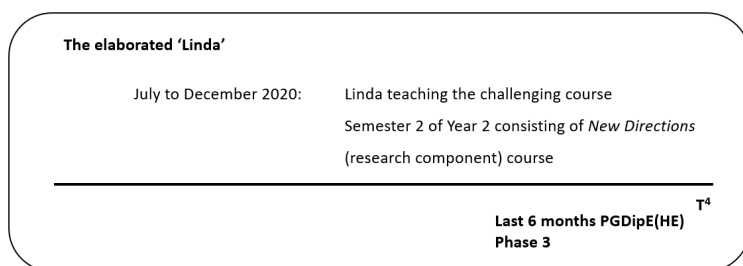 The elaborated ‘Linda’
July to December 2020: Linda teaching the challenging course
Semester 2 of Year 2 consisting of New Directions
(research component) course
T⁴
Last 6 months PGDipE(HE)
Phase 3